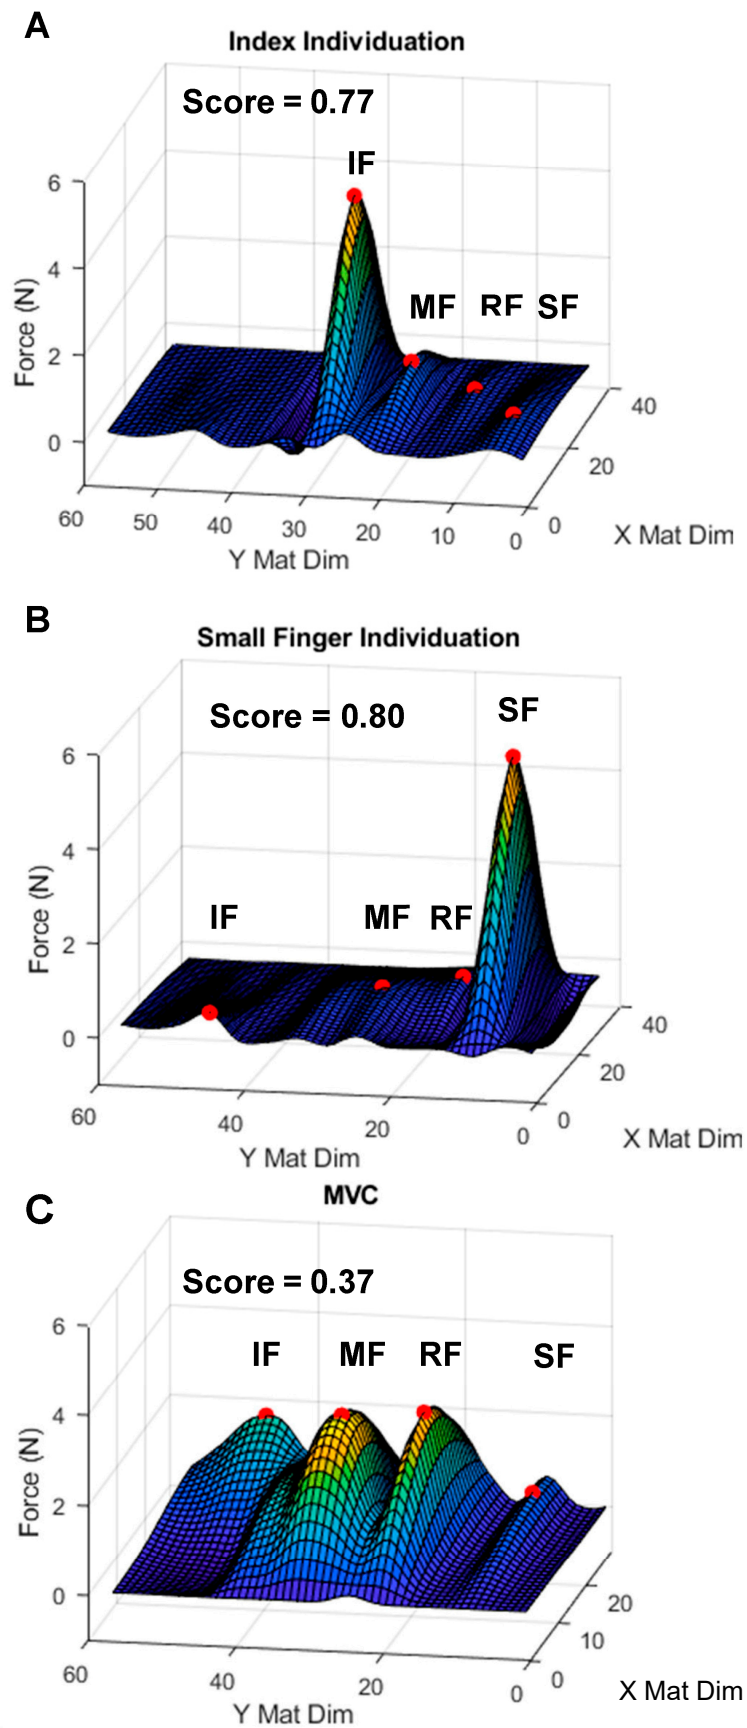 A
Index Individuation
Score = 0.77
IF
6
4
MF RF SF
Force (N)
2
0
40
20
60 50 40 30 20 10 0 0
X Mat Dim
Y Mat Dim
B
Small Finger Individuation
Score = 0.80
SF
6
4
IF MF RF
Force (N)
2
0
40
20
60 40 20 0 0
X Mat Dim
Y Mat Dim
C
MVC
Score = 0.37
6
IF MF RF SF
4
Force (N)
2
0
20
10
60 40 20 0 0
X Mat Dim
Y Mat Dim